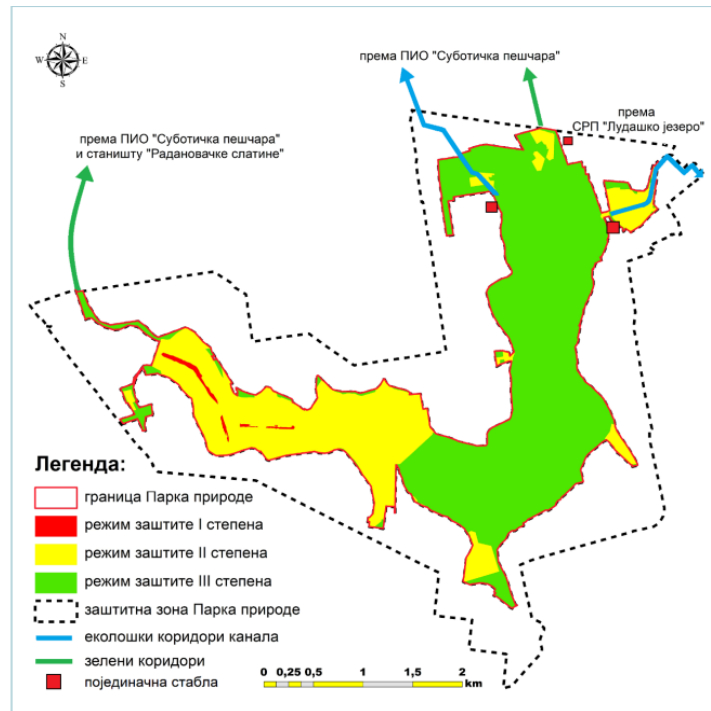 N
W E
S
према ПИО "Суботичка пешчара"
према
СРП "Лудашко језеро"
према ПИО "Суботичка пешчара"
и станишту "Радановачке слатине"
Легенда:
граница Парка природе
режим заштите I степена
режим заштите II степена
режим заштите III степена
заштитна зона Парка природе
еколошки коридори канала
зелени коридори
појединачна стабла
0 0,25 0,5 1 1,5 2
km